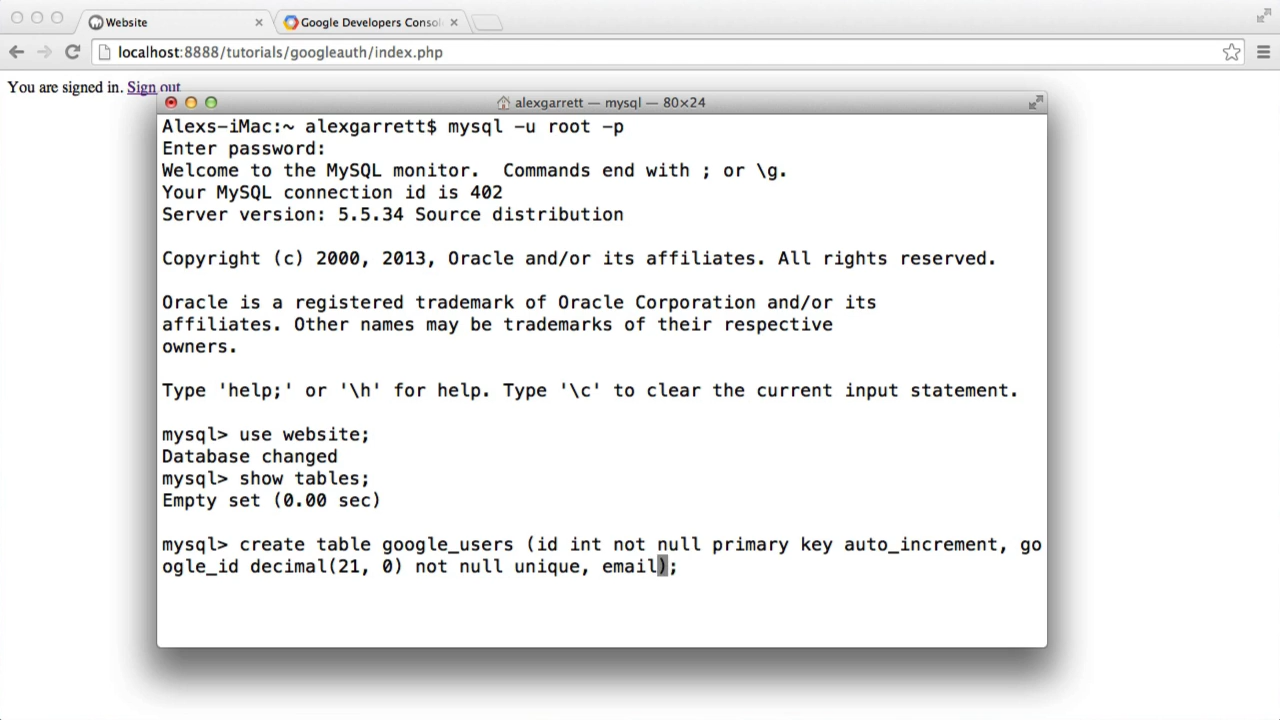 Website
Google Developers Consol
localhost:8888/tutorials/googleauth/index.php
You are signed in. Sign out
alexgarrett — mysql — 80×24
Alexs-iMac:~ alexgarrett$ mysql -u root -p
Enter password:
Welcome to the MySQL monitor.  Commands end with ; or \g.
Your MySQL connection id is 402
Server version: 5.5.34 Source distribution
Copyright (c) 2000, 2013, Oracle and/or its affiliates. All rights reserved.
Oracle is a registered trademark of Oracle Corporation and/or its
affiliates. Other names may be trademarks of their respective
owners.
Type 'help;' or '\h' for help. Type '\c' to clear the current input statement.
mysql> use website;
Database changed
mysql> show tables;
Empty set (0.00 sec)
mysql> create table google_users (id int not null primary key auto_increment, go
ogle_id decimal(21, 0) not null unique, email);